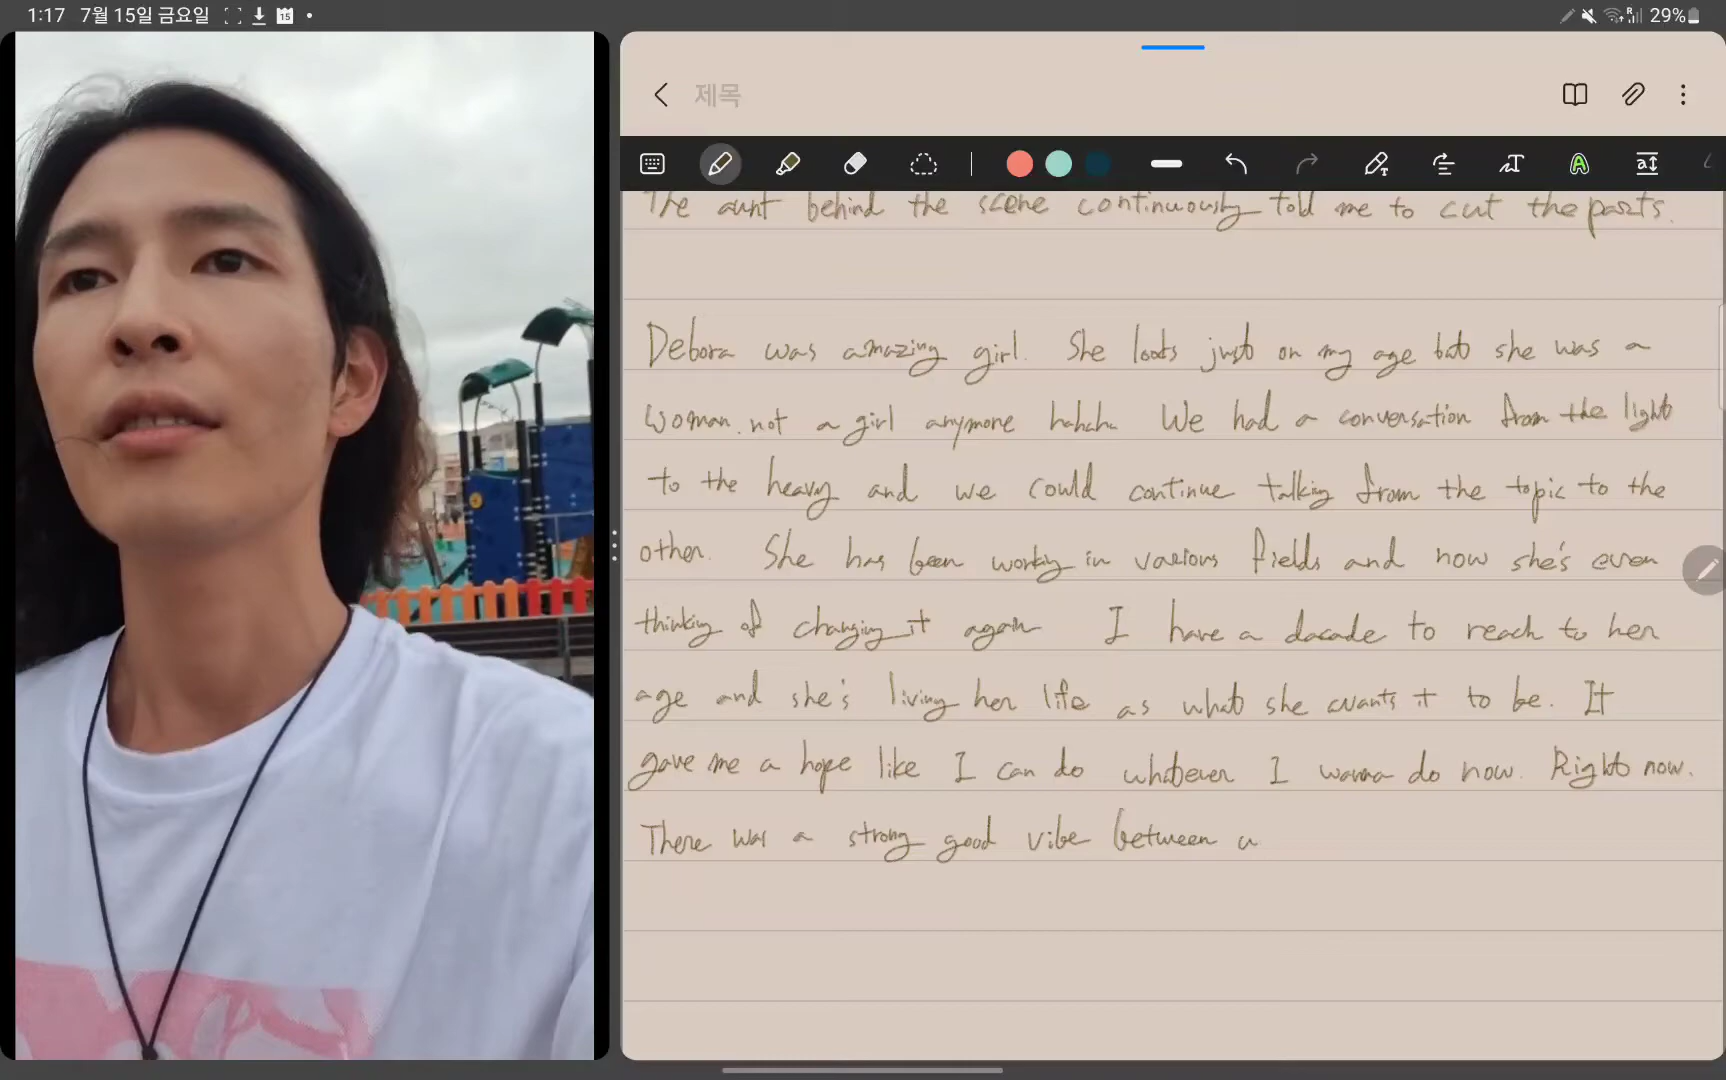 1:17 7월 15일 금요일
15
29%
제목
The aunt behind the scene continuously told me to cut the parts.
Debora was amazing girl. She looks just on my age but she was a
woman. not a girl anymore hahaha We had a conversation from the light
to the heavy and we could continue talking from the topic to the
other. She has been working in various fields and now she's even
thinking of changing it again I have a dacade to reach to her
age and she's living her life as what she wants it to be. It
gave me a hope like I can do whatever I wanna do now. Right now.
There was a strong good vibe between u